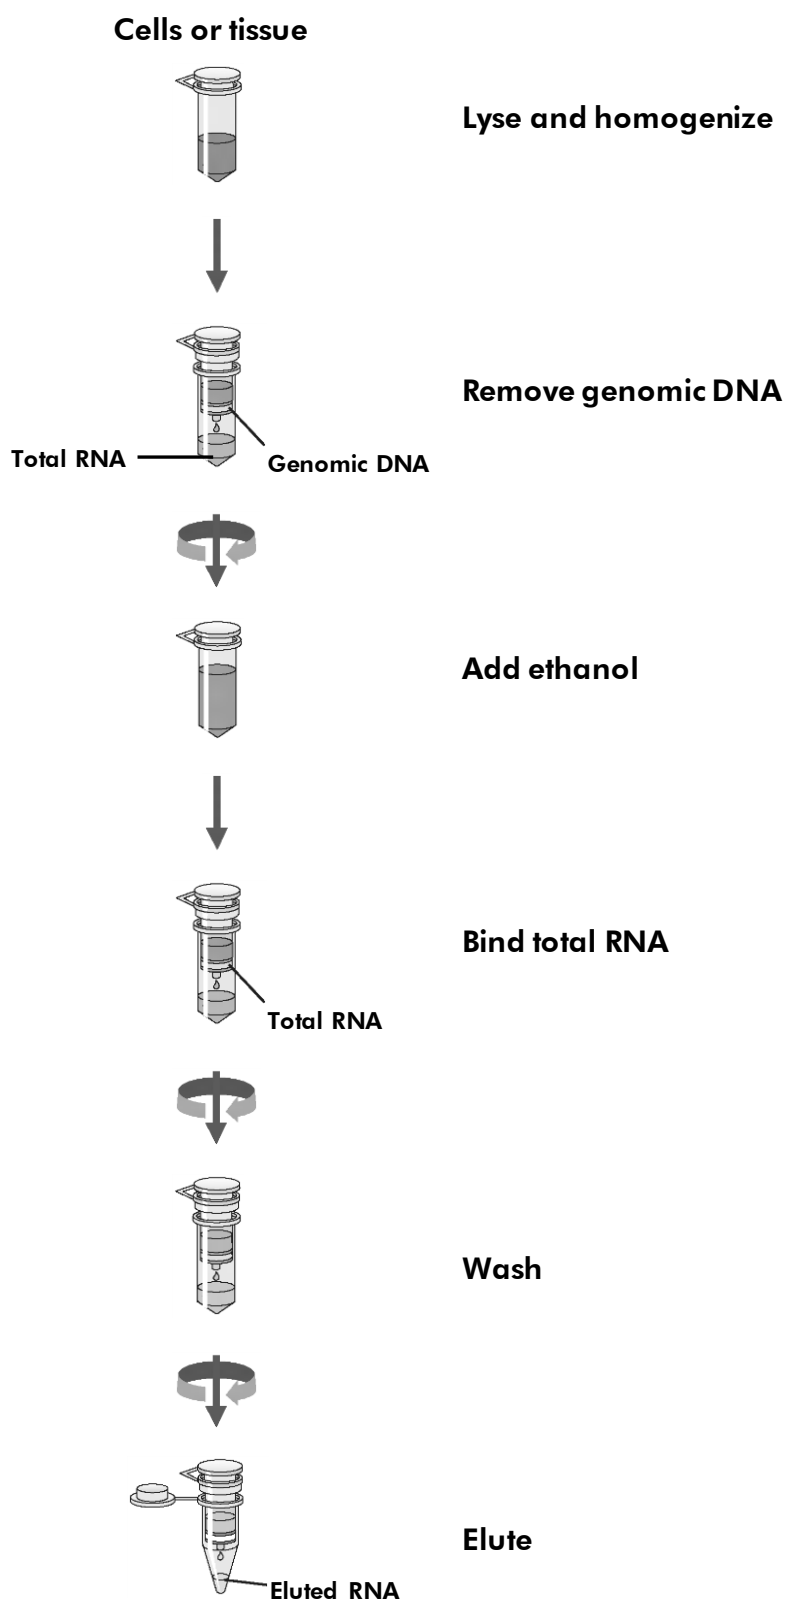 Cells or tissue
Lyse and homogenize
Remove genomic DNA
Total RNA
Genomic DNA
Add ethanol
Bind total RNA
Total RNA
Wash
Elute
Eluted RNA